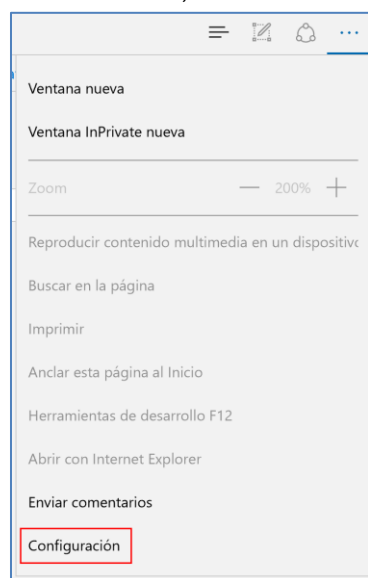 Ventana nueva
Ventana InPrivate nueva
Zoom — 200% +
Reproducir contenido multimedia en un dispositivo
Buscar en la página
Imprimir
Anclar esta página al Inicio
Herramientas de desarrollo F12
Abrir con Internet Explorer
Enviar comentarios
Configuración